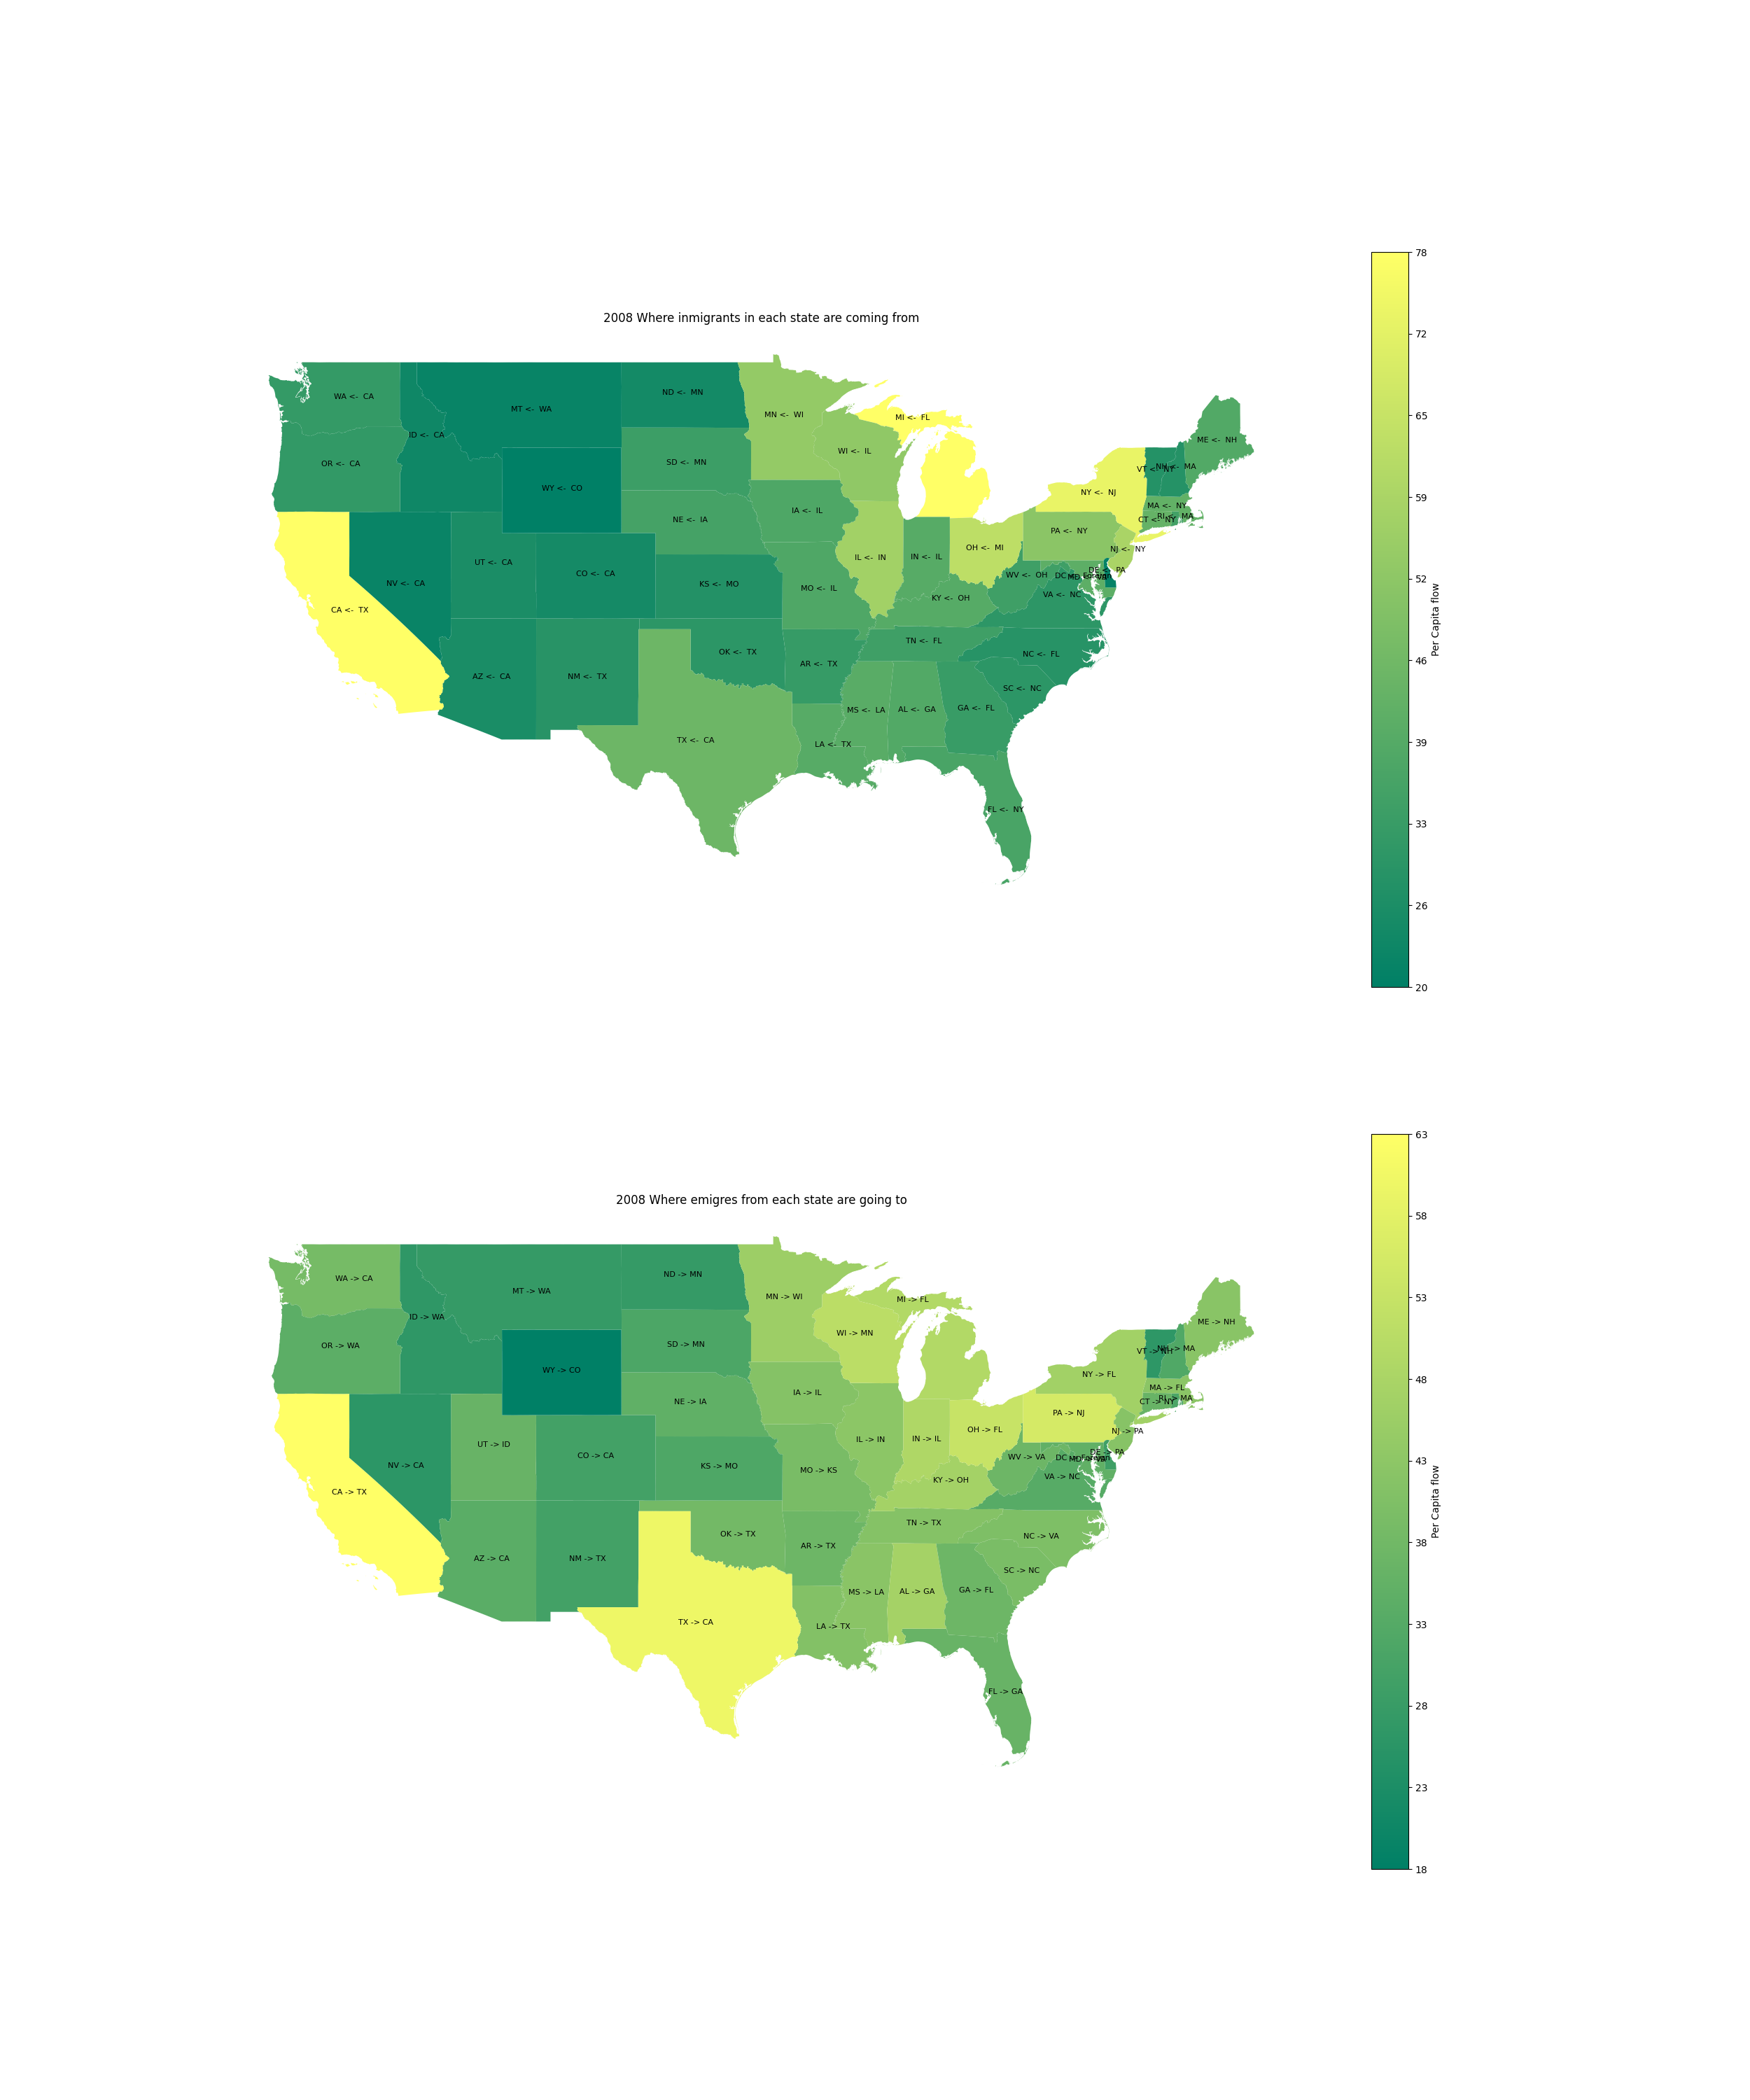 2008 Where inmigrants in each state are coming from
WA <-  CA
MT <-  WA
ND <-  MN
MN <-  WI
MI <-  FL
ID <-  CA
OR <-  CA
SD <-  MN
WI <-  IL
ME <-  NH
VT <-  NY
NH <-  MA
WY <-  CO
NY <-  NJ
IA <-  IL
NE <-  IA
MA <-  NY
CT <-  NY
RI <-  MA
PA <-  NY
NJ <-  NY
OH <-  MI
IL <-  IN
IN <-  IL
UT <-  CA
CO <-  CA
NV <-  CA
KS <-  MO
MO <-  IL
WV <-  OH
DE <-  PA
VA <-  NC
KY <-  OH
CA <-  TX
TN <-  FL
OK <-  TX
NC <-  FL
AR <-  TX
AZ <-  CA
NM <-  TX
SC <-  NC
MS <-  LA
AL <-  GA
GA <-  FL
TX <-  CA
LA <-  TX
FL <-  NY
78
72
65
59
52
46
39
33
26
20
Per Capita flow
2008 Where emigres from each state are going to
WA -> CA
MT -> WA
ND -> MN
MN -> WI
MI -> FL
ID -> WA
OR -> WA
SD -> MN
WI -> MN
ME -> NH
VT -> NH
NH -> MA
WY -> CO
NY -> FL
IA -> IL
NE -> IA
MA -> FL
CT -> NY
RI -> MA
PA -> NJ
NJ -> PA
OH -> FL
IL -> IN
IN -> IL
UT -> ID
CO -> CA
NV -> CA
KS -> MO
MO -> KS
WV -> VA
DE -> PA
VA -> NC
KY -> OH
CA -> TX
TN -> TX
OK -> TX
NC -> VA
AR -> TX
AZ -> CA
NM -> TX
SC -> NC
MS -> LA
AL -> GA
GA -> FL
TX -> CA
LA -> TX
FL -> GA
63
58
53
48
43
38
33
28
23
18
Per Capita flow